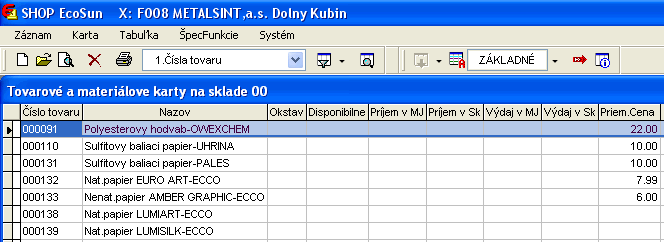 SHOP EcoSun X: F008 METALSINT,a.s. Dolny Kubin
Záznam Karta Tabuľka ŠpecFunkcie Systém
1.Čísla tovaru ZÁKLADNÉ
Tovarové a materiálove karty na sklade 00
Číslo tovaru Nazov Okstav Disponibilne Príjem v MJ Príjem v Sk Výdaj v MJ Výdaj v Sk Priem.Cena
000091 Polyesterovy hodvab-OWEXCHEM 22.00
000110 Sulfitovy baliaci papier-UHRINA 10.00
000131 Sulfitovy baliaci papier-PALES 10.00
000132 Nat.papier EURO ART-ECCO 7.99
000133 Nenat.papier AMBER GRAPHIC-ECCO 6.00
000138 Nat.papier LUMIART-ECCO
000139 Nat.papier LUMISILK-ECCO